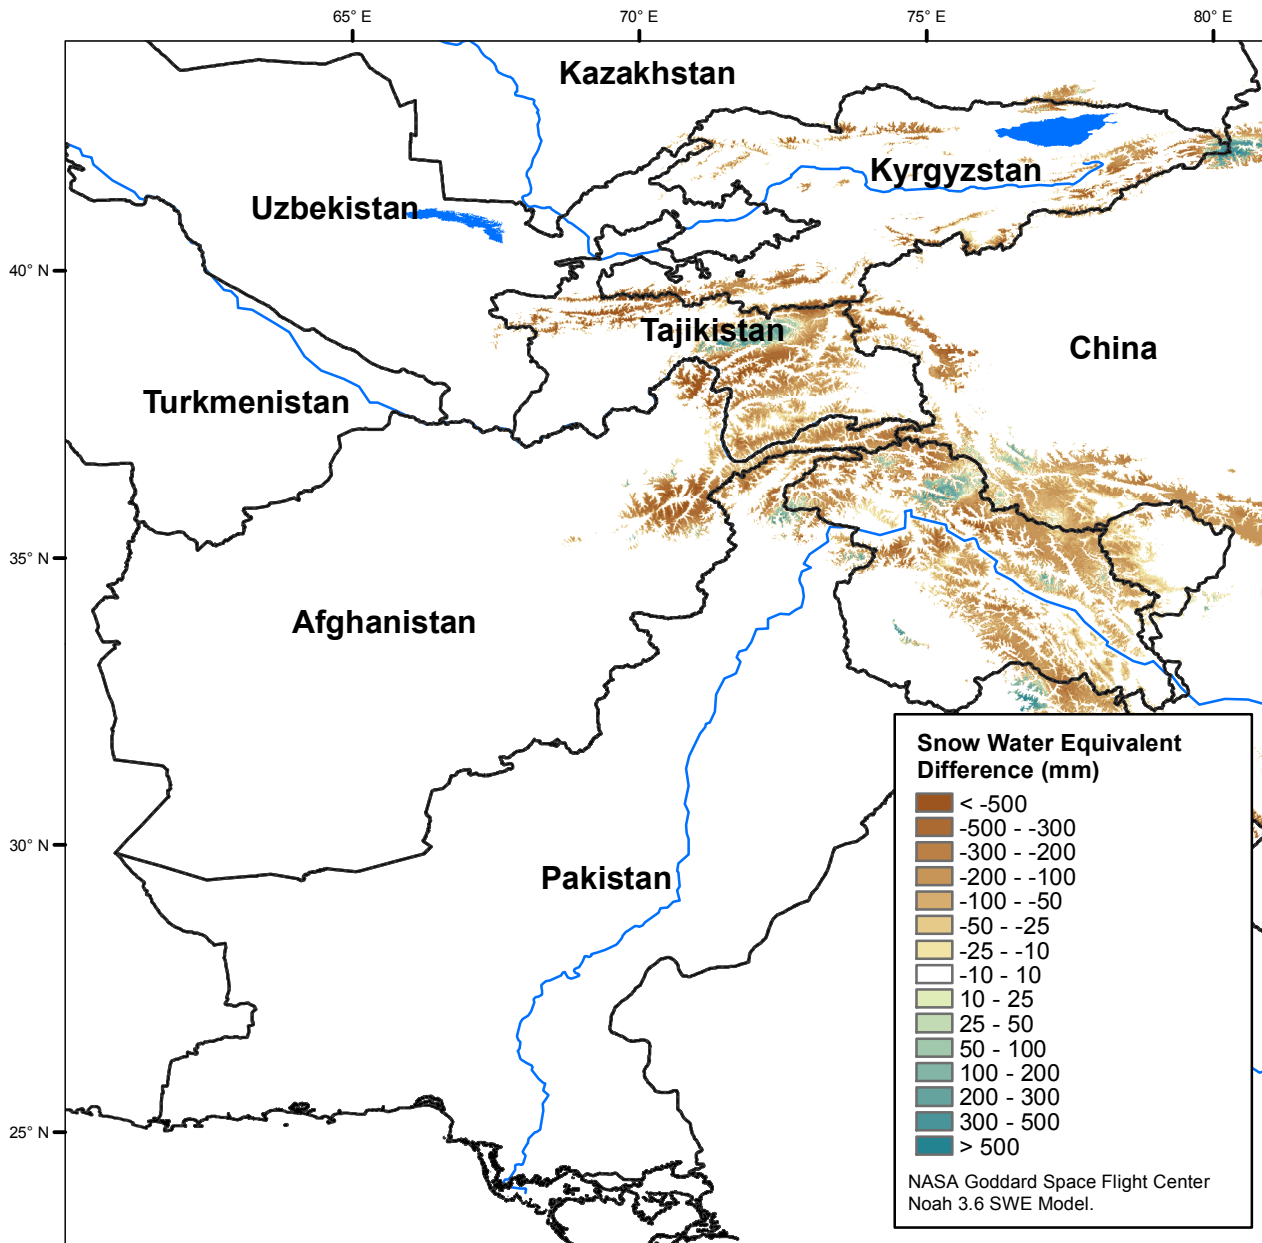 65° E
70° E
75° E
80° E
Kazakhstan
Kyrgyzstan
Uzbekistan
40° N
Tajikistan
China
Turkmenistan
35° N
Afghanistan
Snow Water Equivalent
Difference (mm)
< -500
-500 - -300
-300 - -200
-200 - -100
-100 - -50
-50 - -25
-25 - -10
-10 - 10
10 - 25
25 - 50
50 - 100
100 - 200
200 - 300
300 - 500
> 500
NASA Goddard Space Flight Center
Noah 3.6 SWE Model.
30° N
Pakistan
25° N